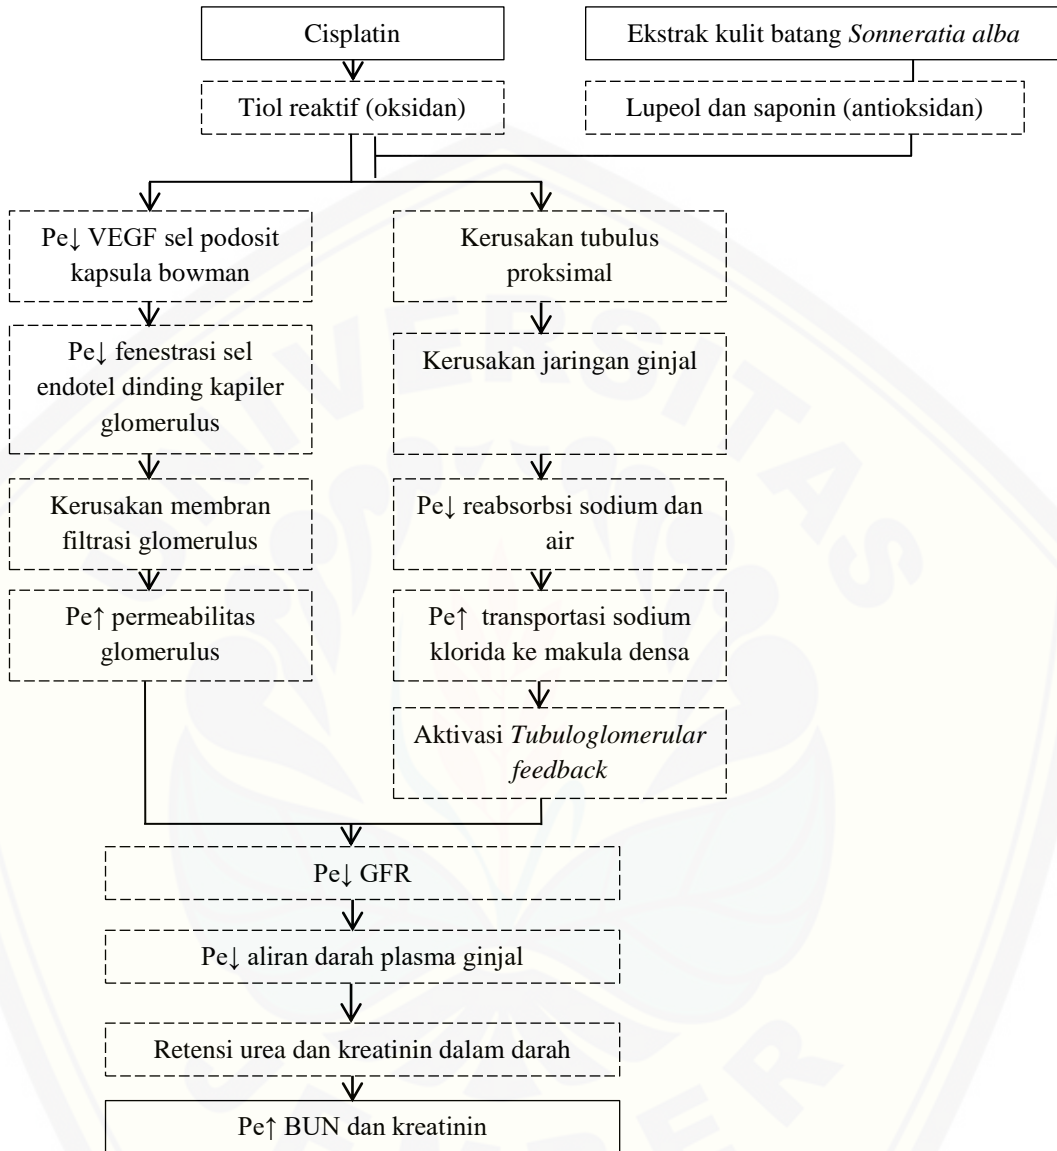 Cisplatin
Ekstrak kulit batang Sonneratia alba
Tiol reaktif (oksidan)
Lupeol dan saponin (antioksidan)
Pe↓ VEGF sel podosit
kapsula bowman
Kerusakan tubulus
proksimal
Pe↓ fenestrasi sel
endotel dinding kapiler
glomerulus
Kerusakan jaringan ginjal
Kerusakan membran
filtrasi glomerulus
Pe↓ reabsorbsi sodium dan
air
Pe↑ permeabilitas
glomerulus
Pe↑ transportasi sodium
klorida ke makula densa
Aktivasi Tubuloglomerular
feedback
Pe↓ GFR
Pe↓ aliran darah plasma ginjal
Retensi urea dan kreatinin dalam darah
Pe↑ BUN dan kreatinin
UNIVERSITAS
JEMBER